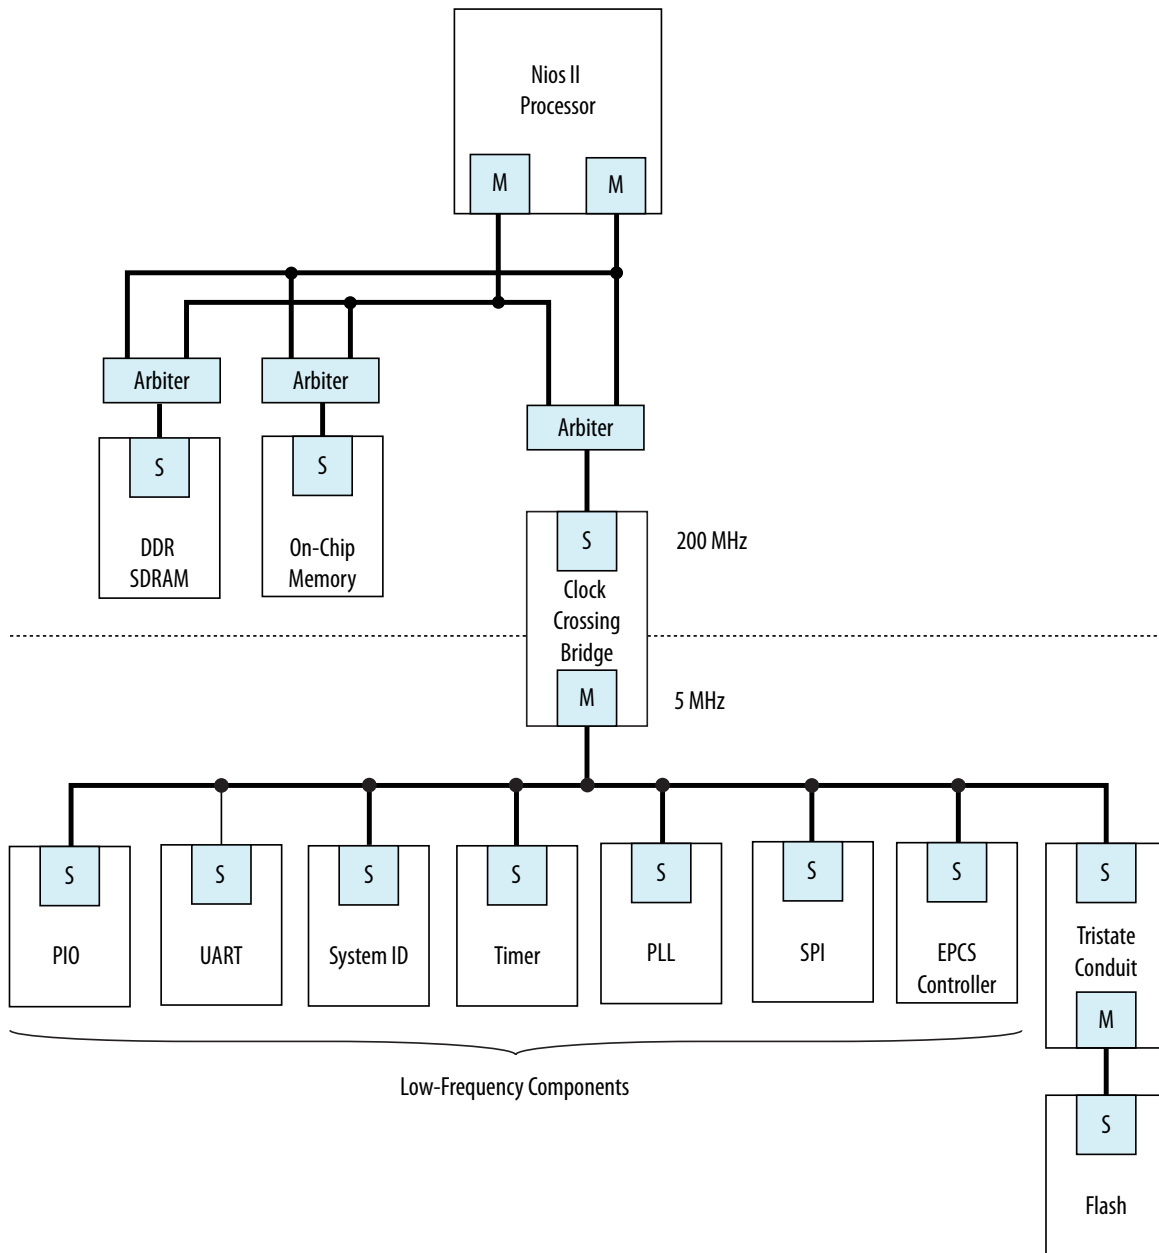 Nios II
Processor
M
M
Arbiter
Arbiter
Arbiter
S
S
DDR
SDRAM
On-Chip
Memory
S
200 MHz
Clock
Crossing
Bridge
M
5 MHz
S
S
S
S
S
S
S
S
PIO
UART
System ID
Timer
PLL
SPI
EPCS
Controller
Tristate
Conduit
M
Low-Frequency Components
S
Flash